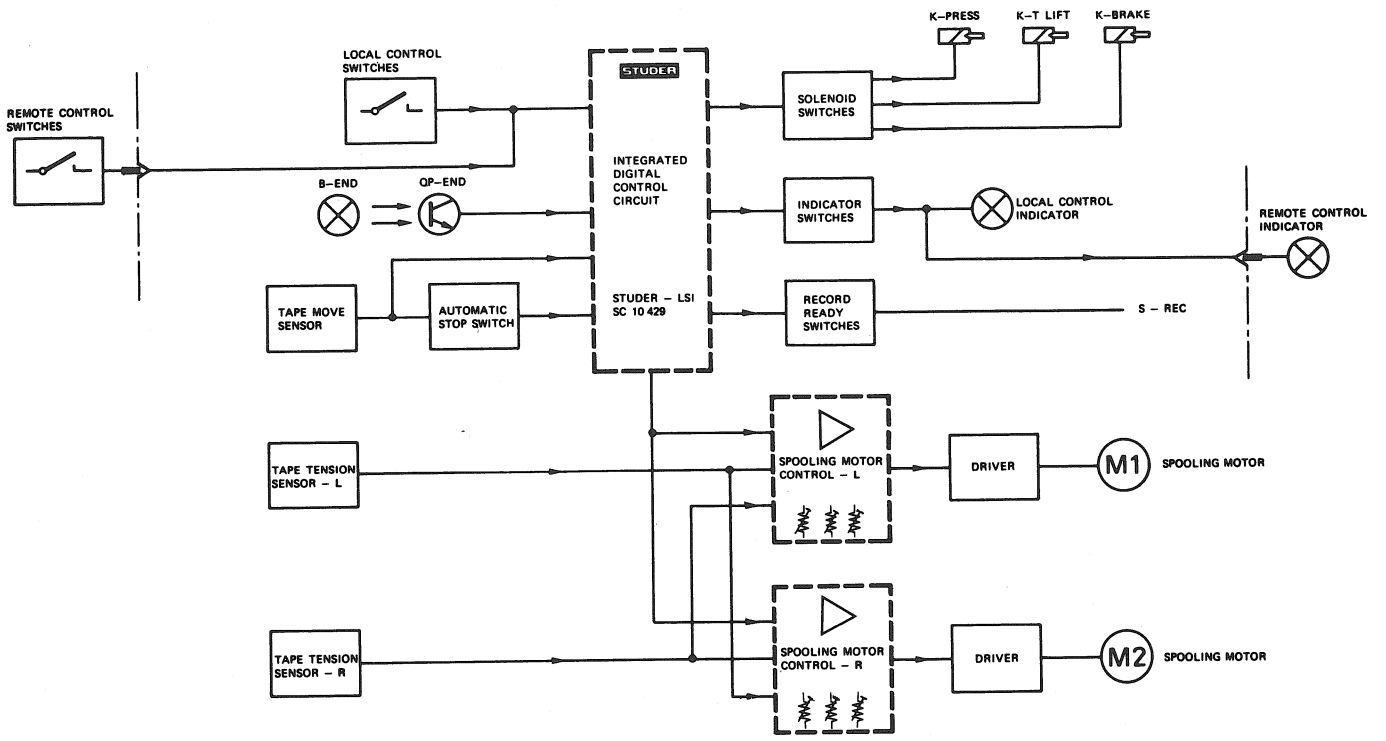 K–PRESS
K–T LIFT
K–BRAKE
LOCAL CONTROL
SWITCHES
STUDER
REMOTE CONTROL
SWITCHES
SOLENOID
SWITCHES
INTEGRATED
DIGITAL
CONTROL
CIRCUIT
B–END
QP–END
INDICATOR
SWITCHES
LOCAL CONTROL
INDICATOR
REMOTE CONTROL
INDICATOR
TAPE MOVE
SENSOR
AUTOMATIC
STOP SWITCH
STUDER – LSI
SC 10 429
RECORD
READY
SWITCHES
S – REC
TAPE TENSION
SENSOR – L
SPOOLING MOTOR
CONTROL – L
DRIVER
M1
SPOOLING MOTOR
TAPE TENSION
SENSOR – R
SPOOLING MOTOR
CONTROL – R
DRIVER
M2
SPOOLING MOTOR